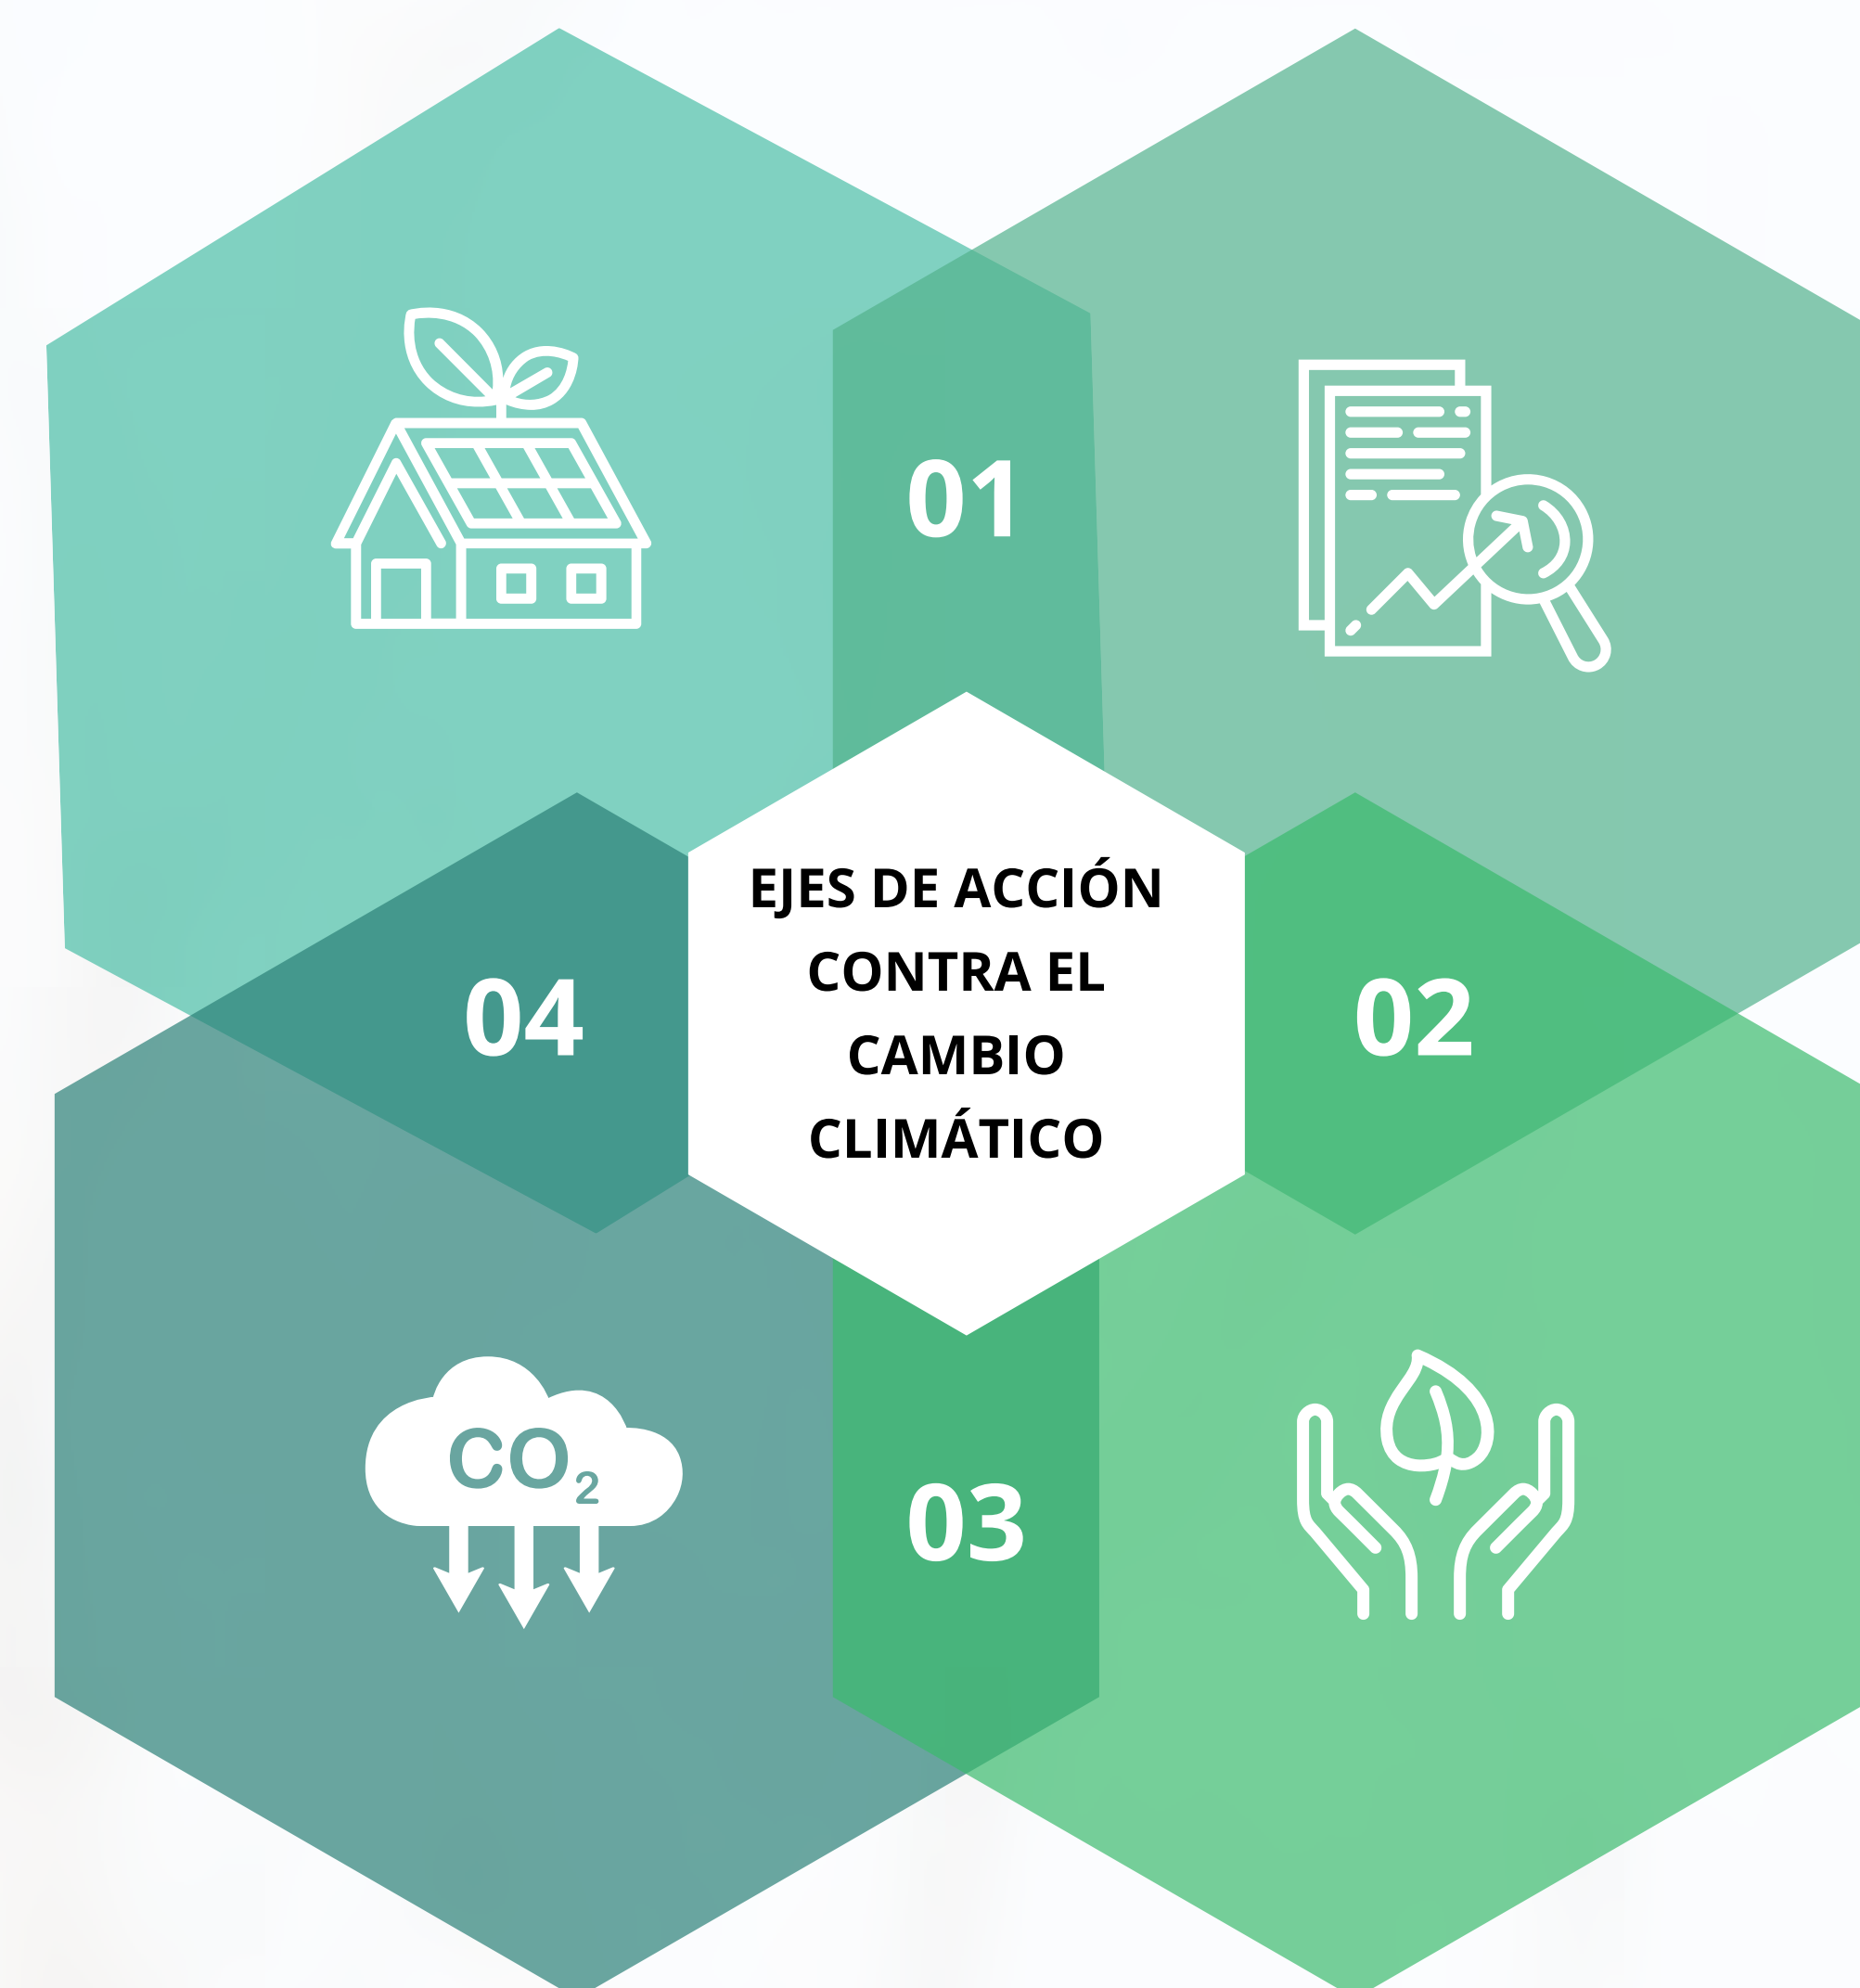 01
EJES DE ACCIÓN
CONTRA EL
CAMBIO
CLIMÁTICO
04
02
CO₂
03